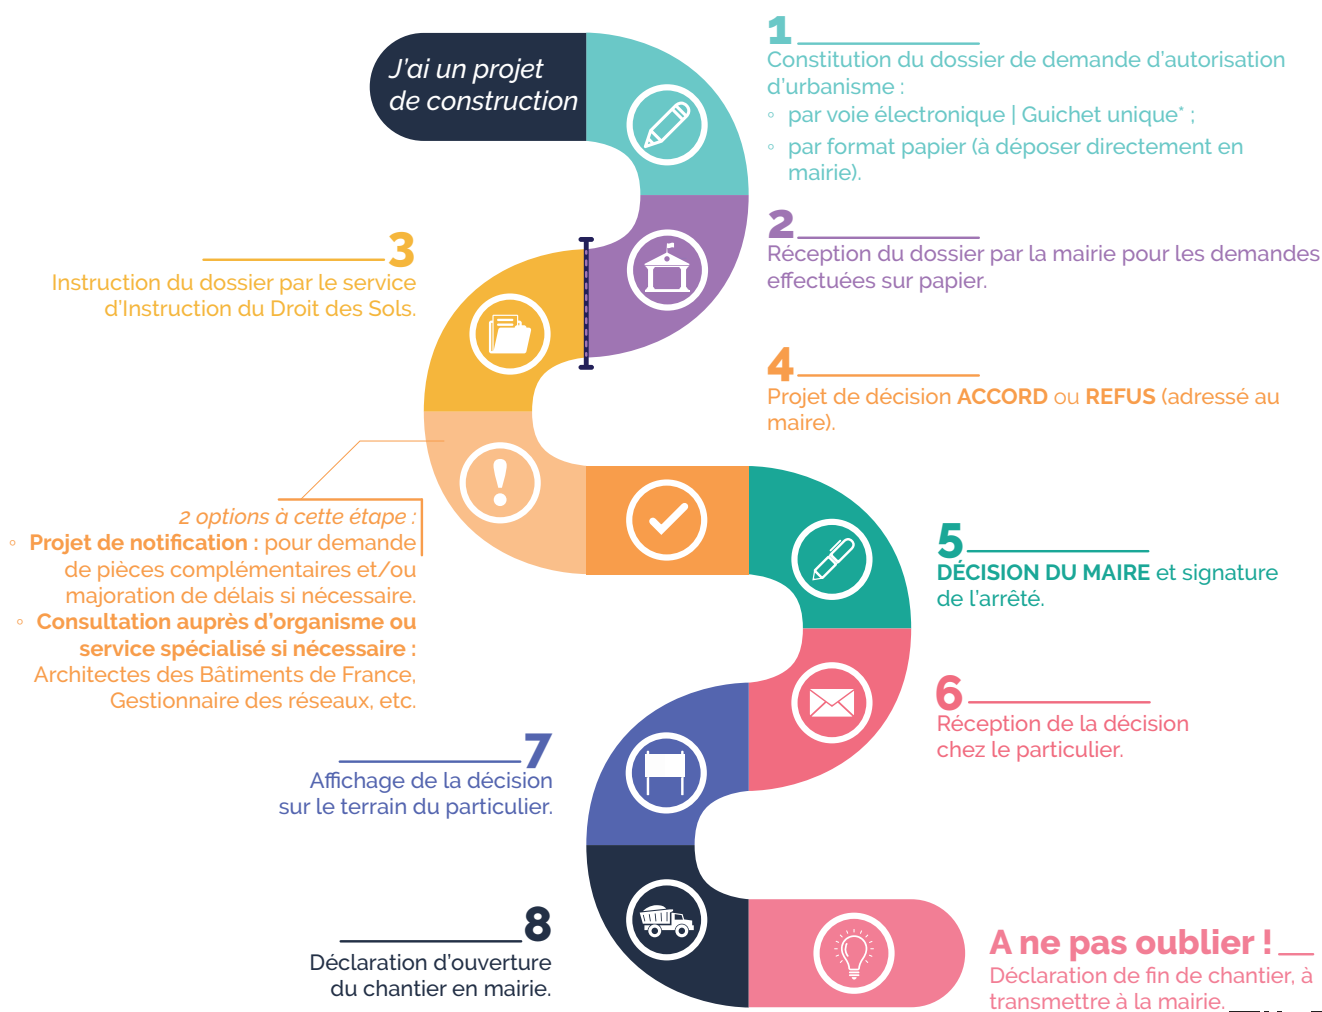 J'ai un projet
de construction
1
Constitution du dossier de demande d'autorisation
d'urbanisme :
◦ par voie électronique | Guichet unique* ;
◦ par format papier (à déposer directement en
mairie).
2
Réception du dossier par la mairie pour les demandes
effectuées sur papier.
3
Instruction du dossier par le service
d'Instruction du Droit des Sols.
4
Projet de décision ACCORD ou REFUS (adressé au
maire).
2 options à cette étape :
◦ Projet de notification : pour demande
de pièces complémentaires et/ou
majoration de délais si nécessaire.
◦ Consultation auprès d'organisme ou
service spécialisé si nécessaire :
Architectes des Bâtiments de France,
Gestionnaire des réseaux, etc.
5
DÉCISION DU MAIRE et signature
de l'arrêté.
6
Réception de la décision
chez le particulier.
7
Affichage de la décision
sur le terrain du particulier.
8
Déclaration d'ouverture
du chantier en mairie.
A ne pas oublier !
Déclaration de fin de chantier, à
transmettre à la mairie.